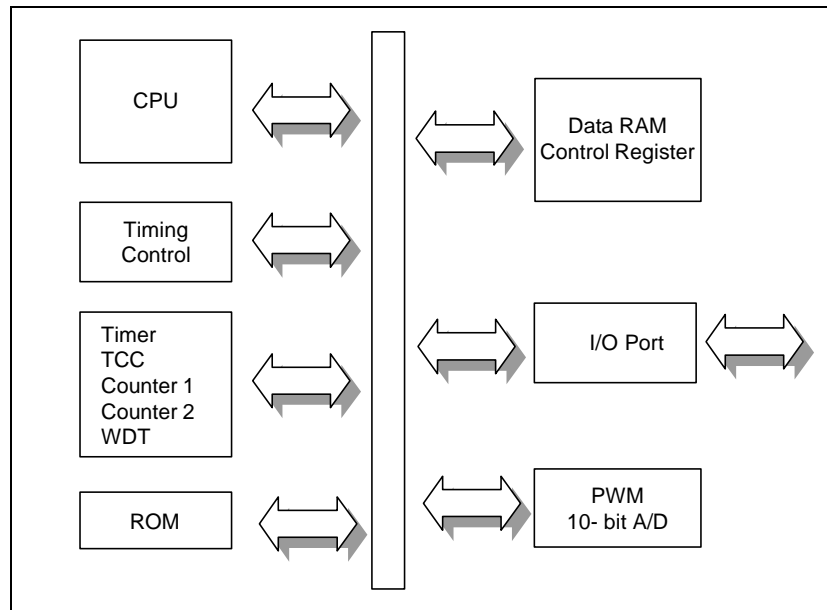 CPU
Timing
Control
Timer
TCC
Counter 1
Counter 2
WDT
ROM
Data RAM
Control Register
I/O Port
PWM
10- bit A/D